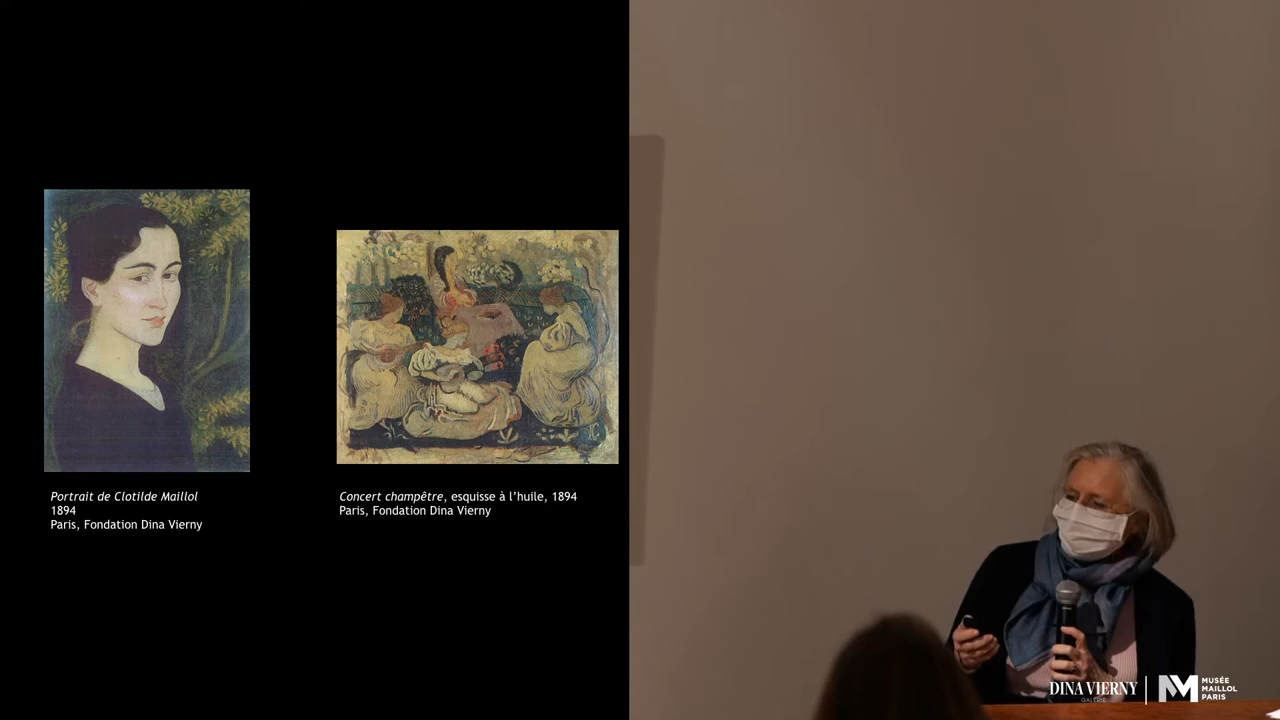 Portrait de Clotilde Maillol
1894
Paris, Fondation Dina Vierny
Concert champêtre, esquisse à l'huile, 1894
Paris, Fondation Dina Vierny
DINA VIERNY
GALERIE
MUSÉE
MAILLOL
PARIS